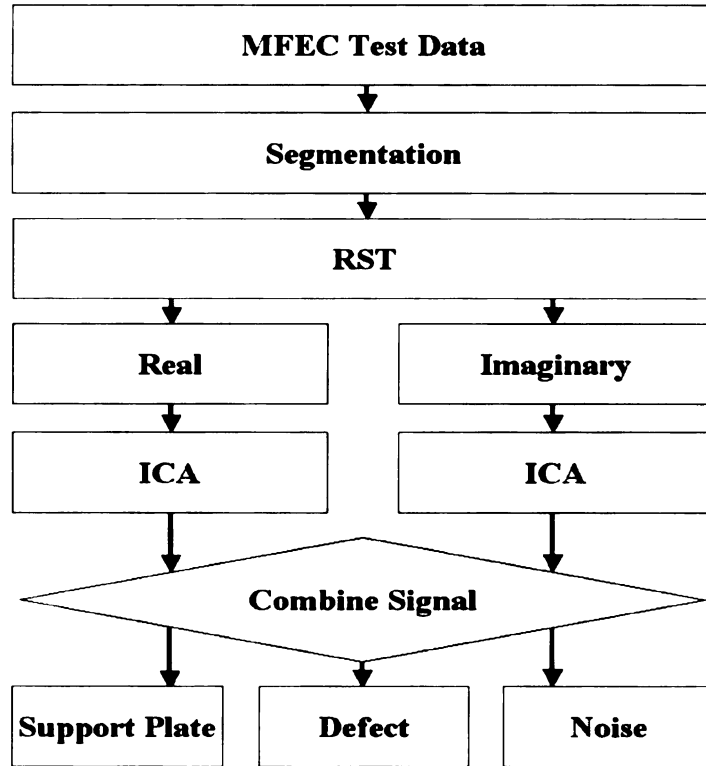 MFEC Test Data
Segmentation
RST
Real
Imaginary
ICA
ICA
Combine Signal
Support Plate
Defect
Noise